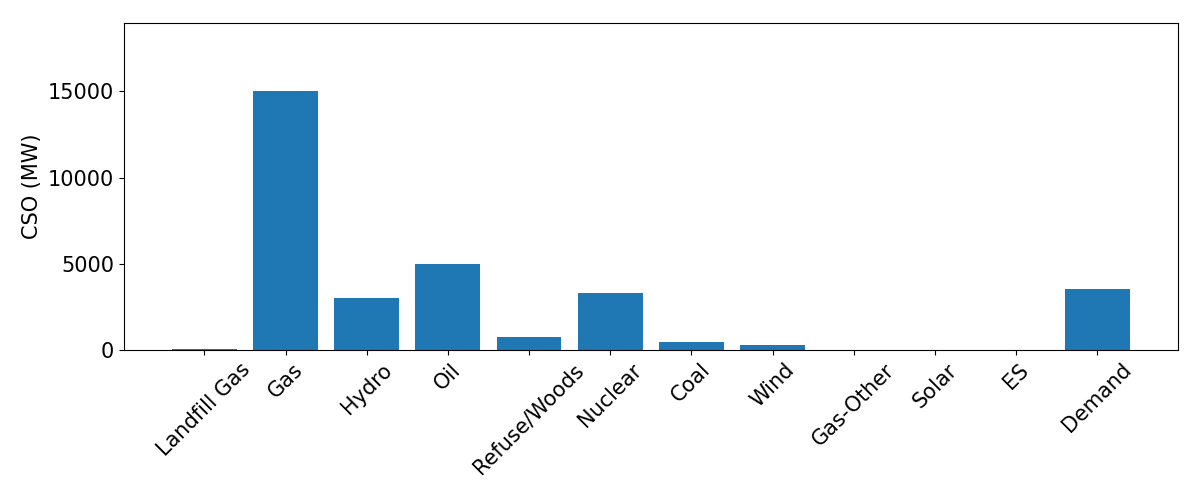 CSO (MW)
15000
10000
5000
0
Landfill Gas
Gas
Hydro
Oil
Refuse/Woods
Nuclear
Coal
Wind
Gas-Other
Solar
ES
Demand